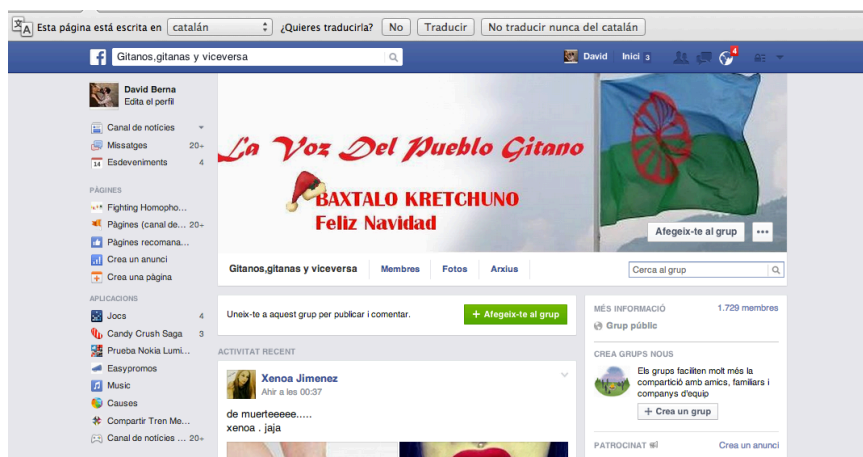 Esta página está escrita en catalán ¿Quieres traducirla? No Traducir No traducir nunca del catalán
Gitanos,gitanas y viceversa
David Inici 3
4
David Berna
Edita el perfil
Canal de notícies
Missatges 20+
14 Esdeveniments 4
PÀGINES
Fighting Homopho...
Pàgines (canal de... 20+
Pàgines recomana...
Crea un anunci
Crea una pàgina
APLICACIONS
Jocs 4
Candy Crush Saga 3
Prueba Nokia Lumi...
Easypromos
Music
Causes
Compartir Tren Me...
Canal de notícies ... 20+
La Voz Del Pueblo Gitano
BAXTALO KRETCHUNO
Feliz Navidad
Afegeix-te al grup
Gitanos,gitanas y viceversa Membres Fotos Arxius
Cerca al grup
Uneix-te a aquest grup per publicar i comentar. + Afegeix-te al grup
ACTIVITAT RECENT
Xenoa Jimenez
Ahir a les 00:37
de muerteeeee.....
xenoa . jaja
MÉS INFORMACIÓ 1.729 membres
Grup públic
CREA GRUPS NOUS
Els grups faciliten molt més la
compartició amb amics, familiars i
companys d'equip
+ Crea un grup
PATROCINAT Crea un anunci